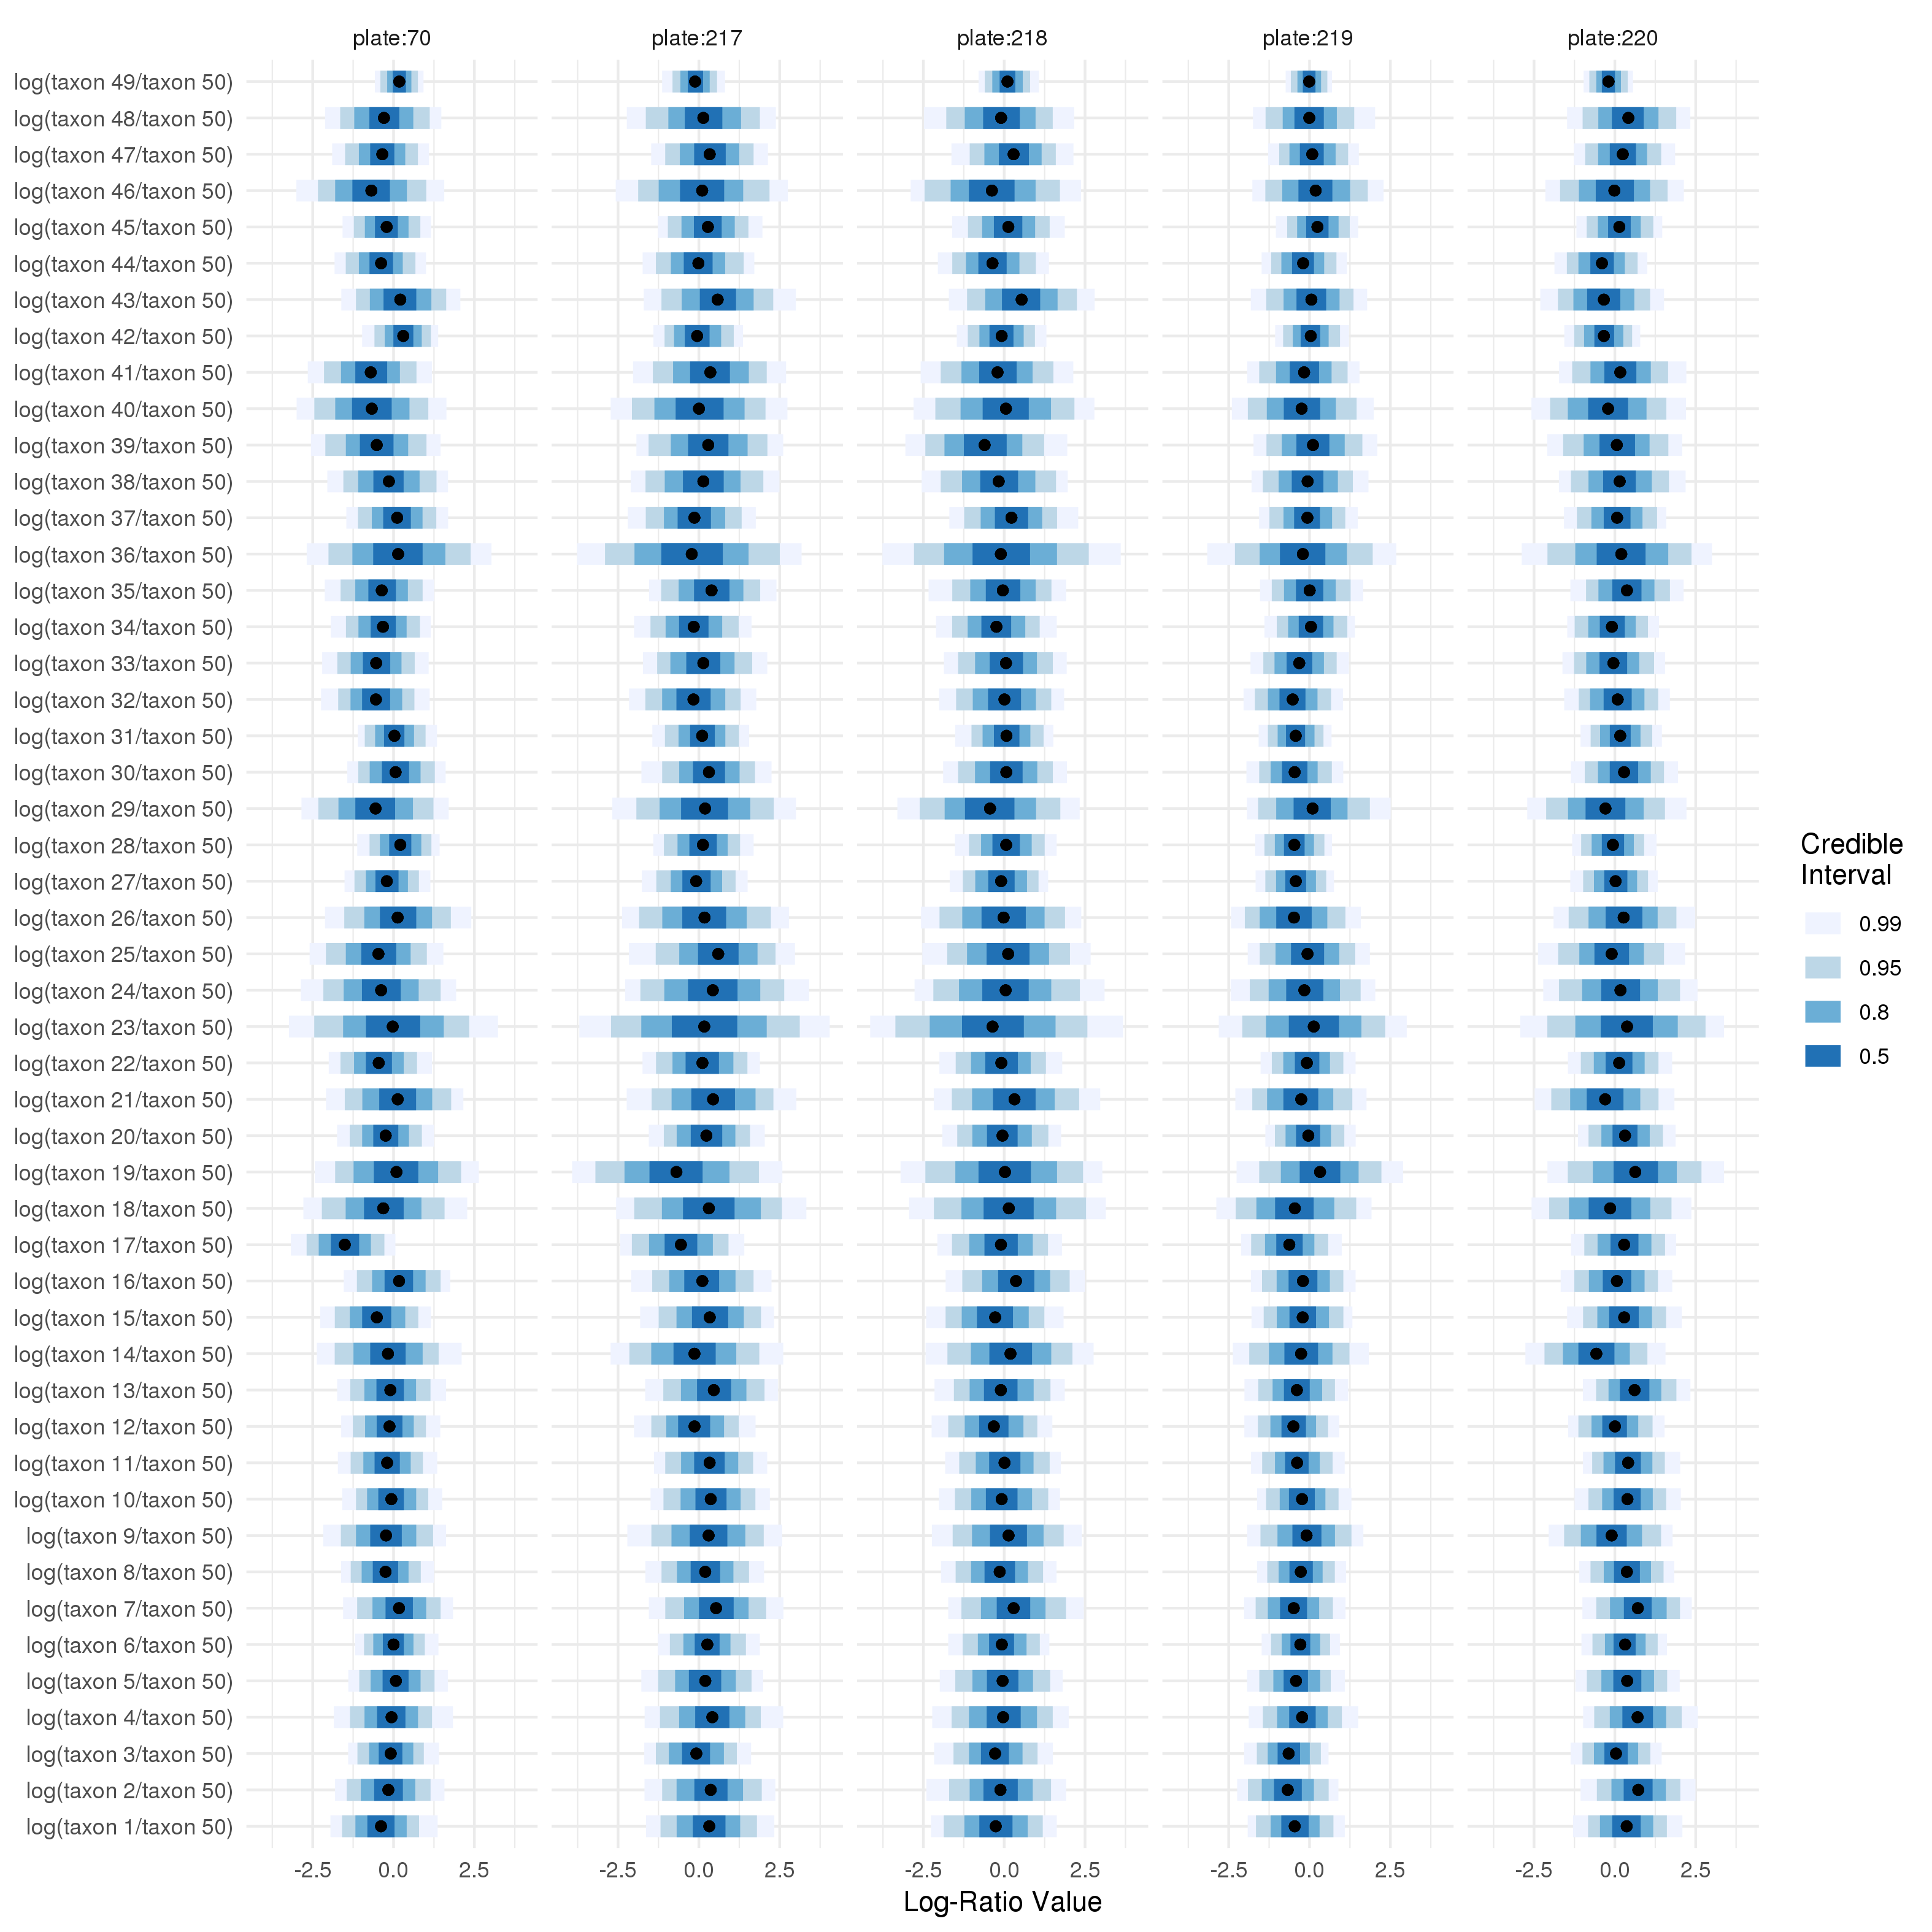 plate:70 plate:217 plate:218 plate:219 plate:220
log(taxon 49/taxon 50)
log(taxon 48/taxon 50)
log(taxon 47/taxon 50)
log(taxon 46/taxon 50)
log(taxon 45/taxon 50)
log(taxon 44/taxon 50)
log(taxon 43/taxon 50)
log(taxon 42/taxon 50)
log(taxon 41/taxon 50)
log(taxon 40/taxon 50)
log(taxon 39/taxon 50)
log(taxon 38/taxon 50)
log(taxon 37/taxon 50)
log(taxon 36/taxon 50)
log(taxon 35/taxon 50)
log(taxon 34/taxon 50)
log(taxon 33/taxon 50)
log(taxon 32/taxon 50)
log(taxon 31/taxon 50)
log(taxon 30/taxon 50)
log(taxon 29/taxon 50)
log(taxon 28/taxon 50)
log(taxon 27/taxon 50)
log(taxon 26/taxon 50)
log(taxon 25/taxon 50)
log(taxon 24/taxon 50)
log(taxon 23/taxon 50)
log(taxon 22/taxon 50)
log(taxon 21/taxon 50)
log(taxon 20/taxon 50)
log(taxon 19/taxon 50)
log(taxon 18/taxon 50)
log(taxon 17/taxon 50)
log(taxon 16/taxon 50)
log(taxon 15/taxon 50)
log(taxon 14/taxon 50)
log(taxon 13/taxon 50)
log(taxon 12/taxon 50)
log(taxon 11/taxon 50)
log(taxon 10/taxon 50)
log(taxon 9/taxon 50)
log(taxon 8/taxon 50)
log(taxon 7/taxon 50)
log(taxon 6/taxon 50)
log(taxon 5/taxon 50)
log(taxon 4/taxon 50)
log(taxon 3/taxon 50)
log(taxon 2/taxon 50)
log(taxon 1/taxon 50)
-2.5 0.0 2.5 -2.5 0.0 2.5 -2.5 0.0 2.5 -2.5 0.0 2.5 -2.5 0.0 2.5
Log-Ratio Value
Credible
Interval
0.99
0.95
0.8
0.5